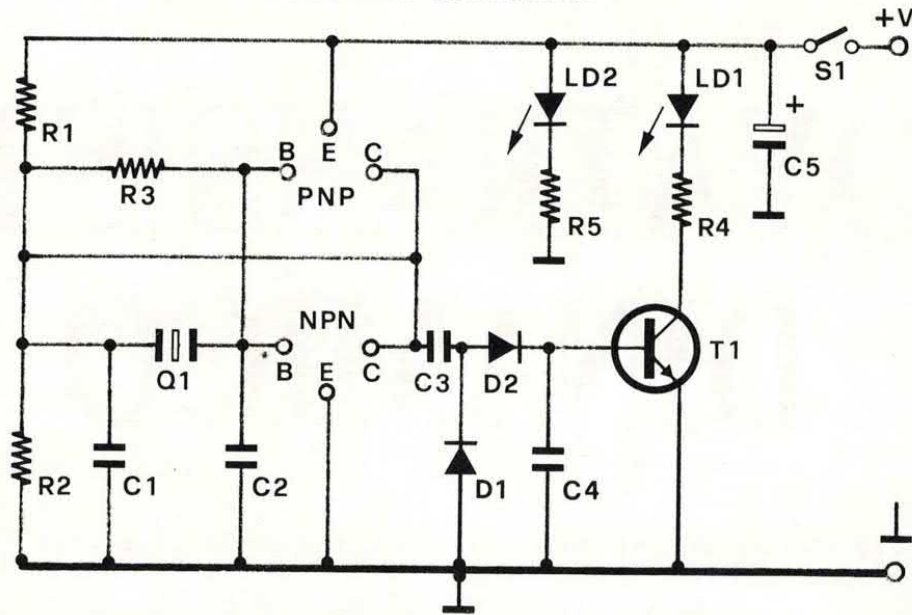 +V
S1
LD2
LD1
+
R1
B
E
C
C5
R3
PNP
R5
R4
NPN
B
E
C
Q1
C3
D2
T1
R2
C1
C2
D1
C4